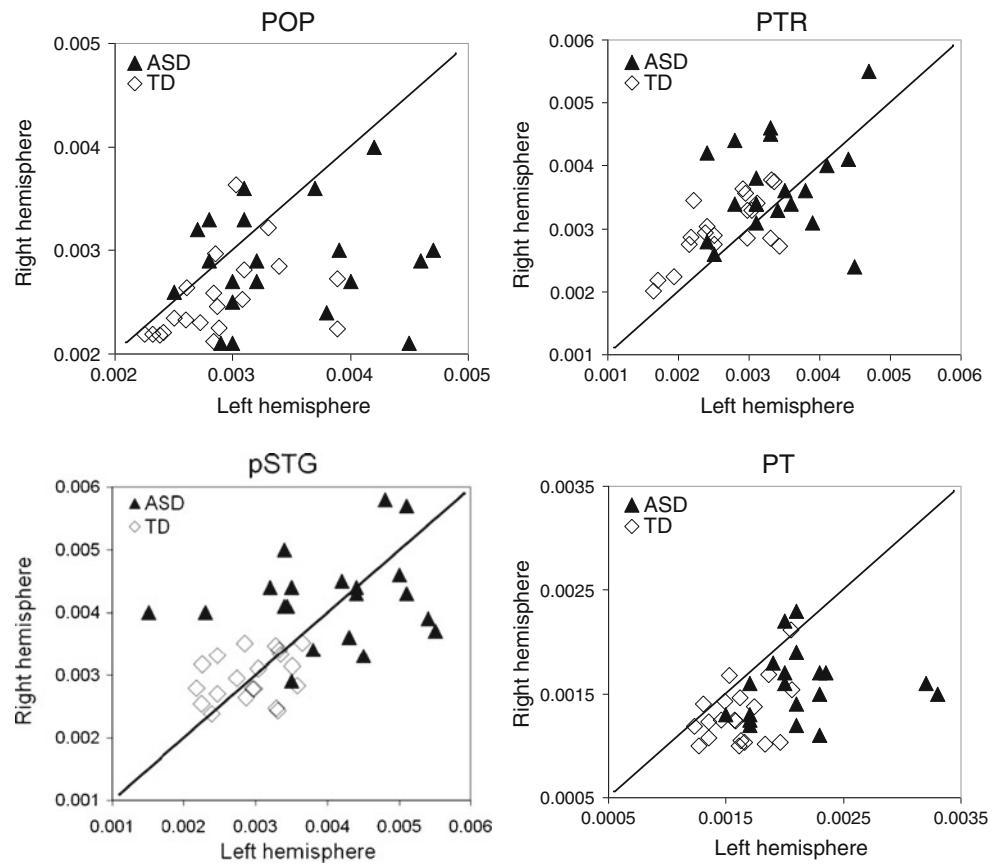 POP
0.005
0.004
0.003
0.002
▲ ASD
◇ TD
Right hemisphere
0.002 0.003 0.004 0.005
Left hemisphere
PTR
0.006
0.005
0.004
0.003
0.002
0.001
▲ ASD
◇ TD
Right hemisphere
0.001 0.002 0.003 0.004 0.005 0.006
Left hemisphere
pSTG
0.006
0.005
0.004
0.003
0.002
0.001
▲ ASD
◇ TD
Right hemisphere
0.001 0.002 0.003 0.004 0.005 0.006
Left hemisphere
PT
0.0035
0.0025
0.0015
0.0005
▲ ASD
◇ TD
Right hemisphere
0.0005 0.0015 0.0025 0.0035
Left hemisphere